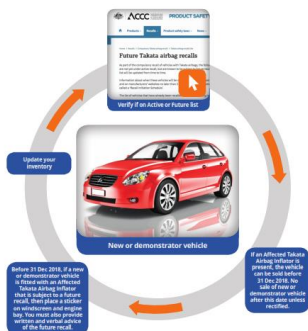 ACCC
PRODUCT SAFETY
Future Takata airbag recalls
Verify if an Active or Future list
Update your
inventory
New or demonstrator vehicle
Before 31 Dec 2018, if a new
or demonstrator vehicle
is fitted with an Affected
Takata Airbag Inflator
that is subject to a future
recall, then place a sticker
on windscreen and engine
bay. You must also provide
written and verbal advice
of the future recall.
If an Affected Takata
Airbag Inflator is
present, the vehicle
can be sold before
31 Dec 2018. No
sale of new or
demonstrator vehicle
after this date unless
rectified.